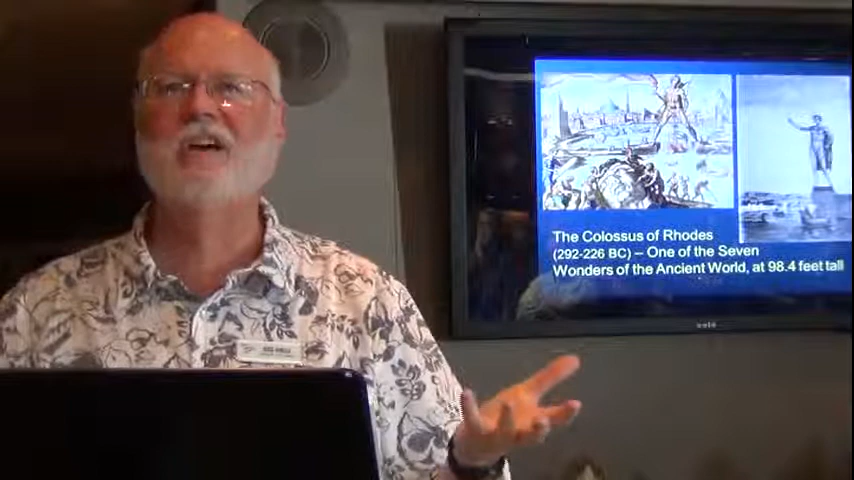 The Colossus of Rhodes
(292-226 BC) – One of the Seven
Wonders of the Ancient World, at 98.4 feet tall